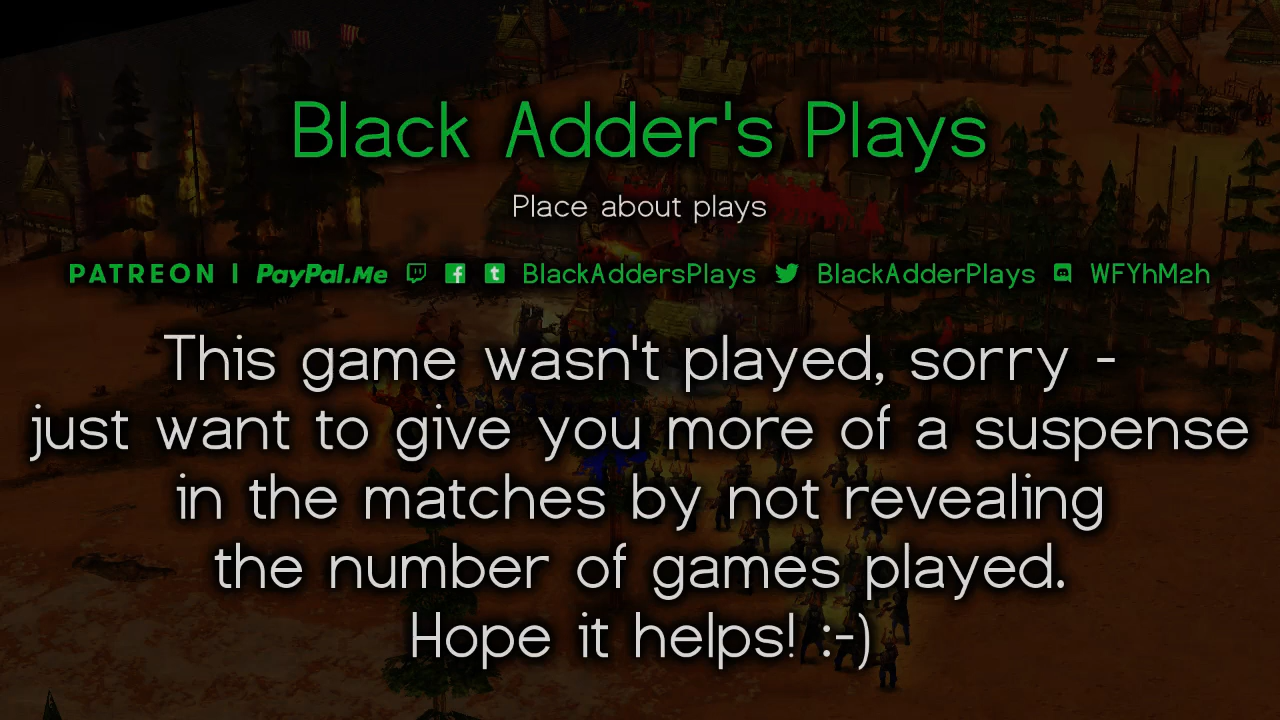 Black Adder's Plays
Place about plays
PATREON | PayPal.Me BlackAddersPlays BlackAdderPlays WFYhM2h
This game wasn't played, sorry -
just want to give you more of a suspense
in the matches by not revealing
the number of games played.
Hope it helps! :-)